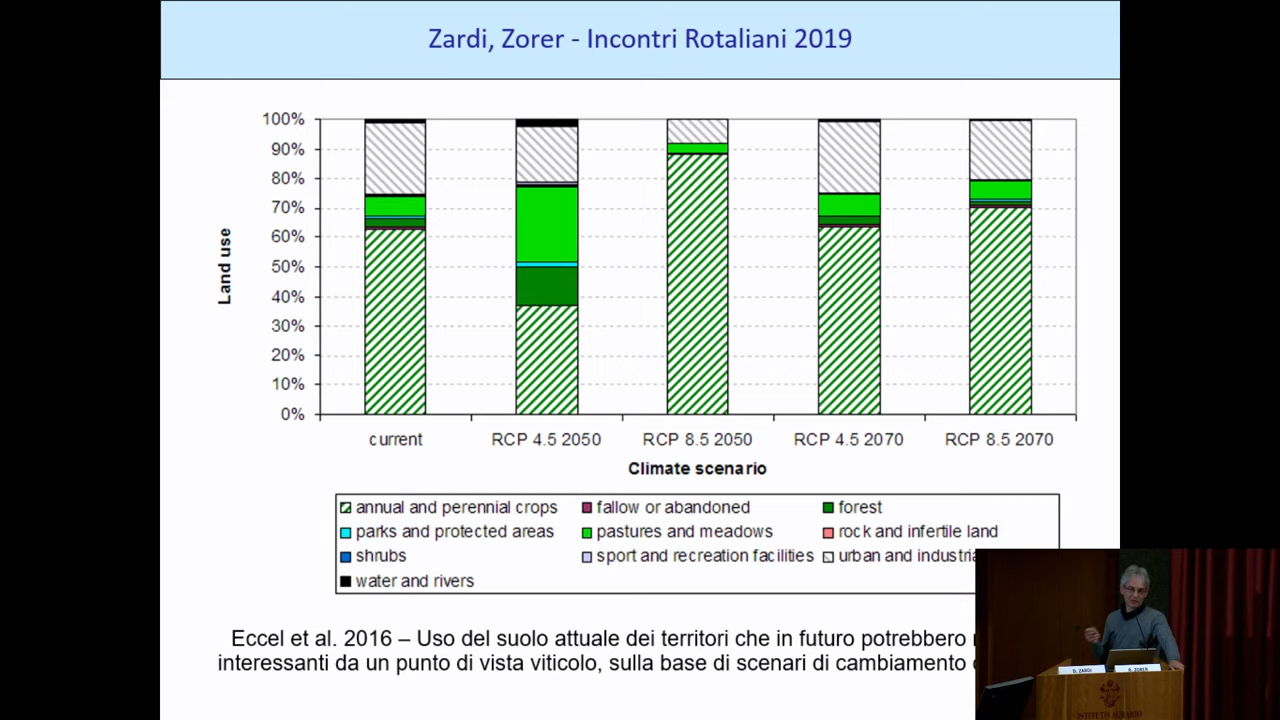 Zardi, Zorer - Incontri Rotaliani 2019
100%
90%
80%
70%
60%
50%
40%
30%
20%
10%
0%
Land use
current RCP 4.5 2050 RCP 8.5 2050 RCP 4.5 2070 RCP 8.5 2070
Climate scenario
annual and perennial crops fallow or abandoned forest
parks and protected areas pastures and meadows rock and infertile land
shrubs sport and recreation facilities urban and
water and rivers
Eccel et al. 2016 – Uso del suolo attuale dei territori che in futuro potrebbero
interessanti da un punto di vista viticolo, sulla base di scenari di cambiamento
D. ZARDI R. ZORER
ISTITUTO AGRARIO